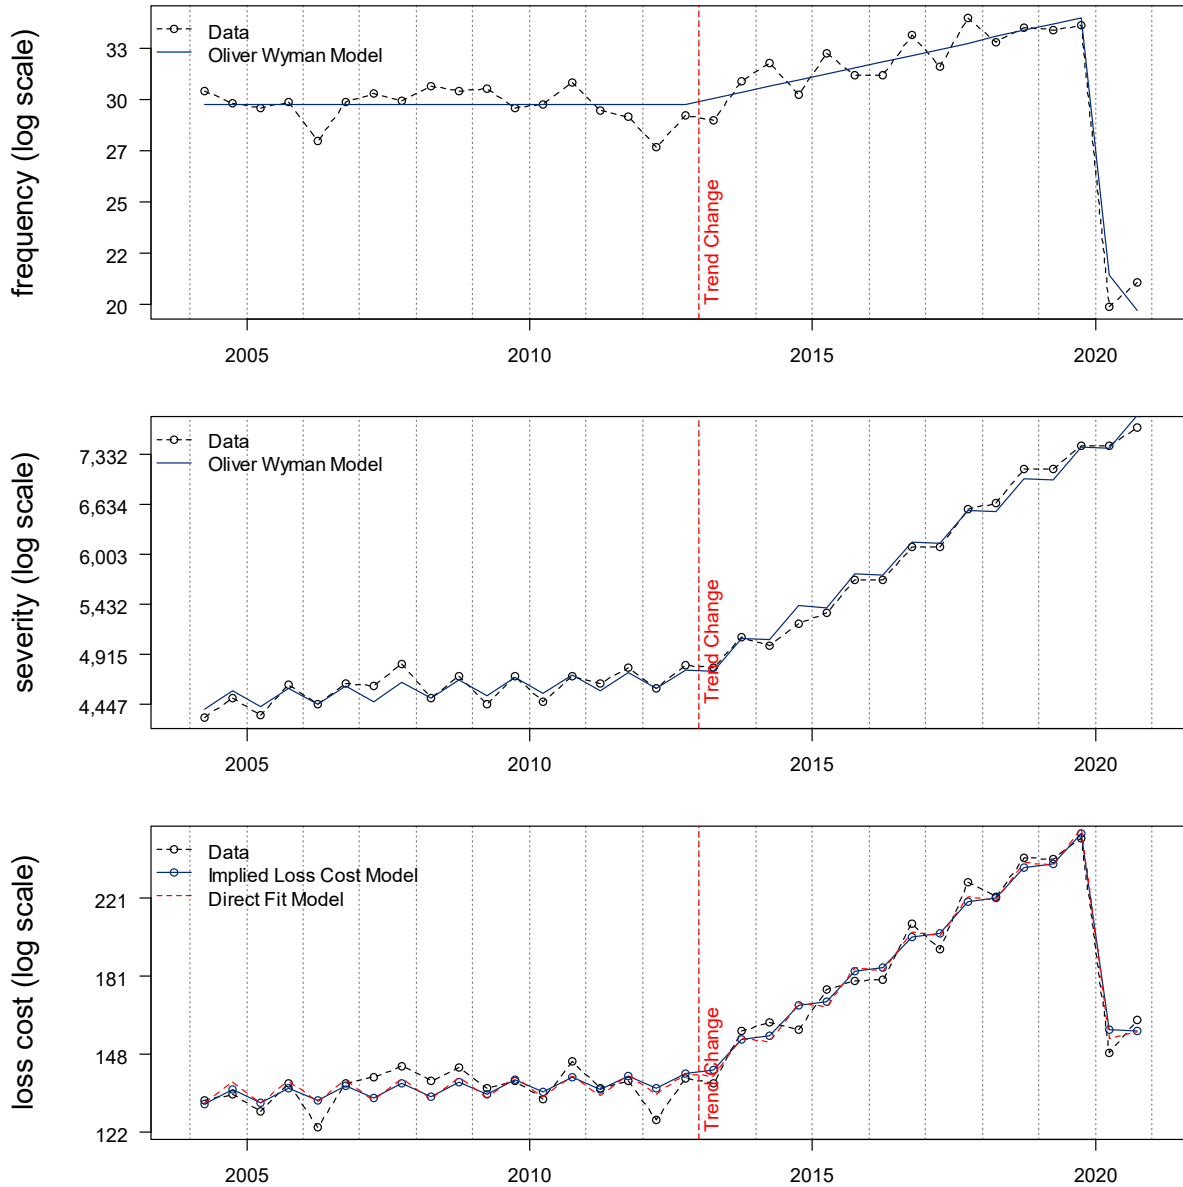 frequency (log scale)
Data
Oliver Wyman Model
33
30
27
25
22
20
Trend Change
2005
2010
2015
2020
severity (log scale)
Data
Oliver Wyman Model
7,332
6,634
6,003
5,432
4,915
4,447
Trend Change
2005
2010
2015
2020
loss cost (log scale)
Data
Implied Loss Cost Model
Direct Fit Model
221
181
148
122
Trend Change
2005
2010
2015
2020